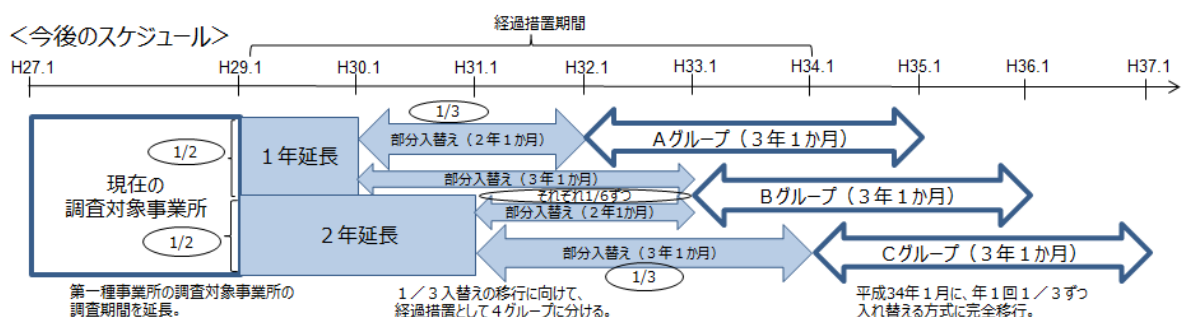 経過措置期間
＜今後のスケジュール＞
H27.1 H29.1 H30.1 H31.1 H32.1 H33.1 H34.1 H35.1 H36.1 H37.1
1/3
部分入替え（２年１か月）
Ａグループ（３年１か月）
1/2
１年延長
現在の
調査対象事業所
部分入替え（３年１か月）
それぞれ1/6ずつ
Ｂグループ（３年１か月）
部分入替え（２年1か月）
1/2
２年延長
部分入替え（３年１か月）
Ｃグループ（３年１か月）
1/3
第一種事業所の調査対象事業所の
調査期間を延長。
１／３入替えの移行に向けて、
経過措置として４グループに分ける。
平成34年１月に、年１回１／３ずつ
入れ替える方式に完全移行。